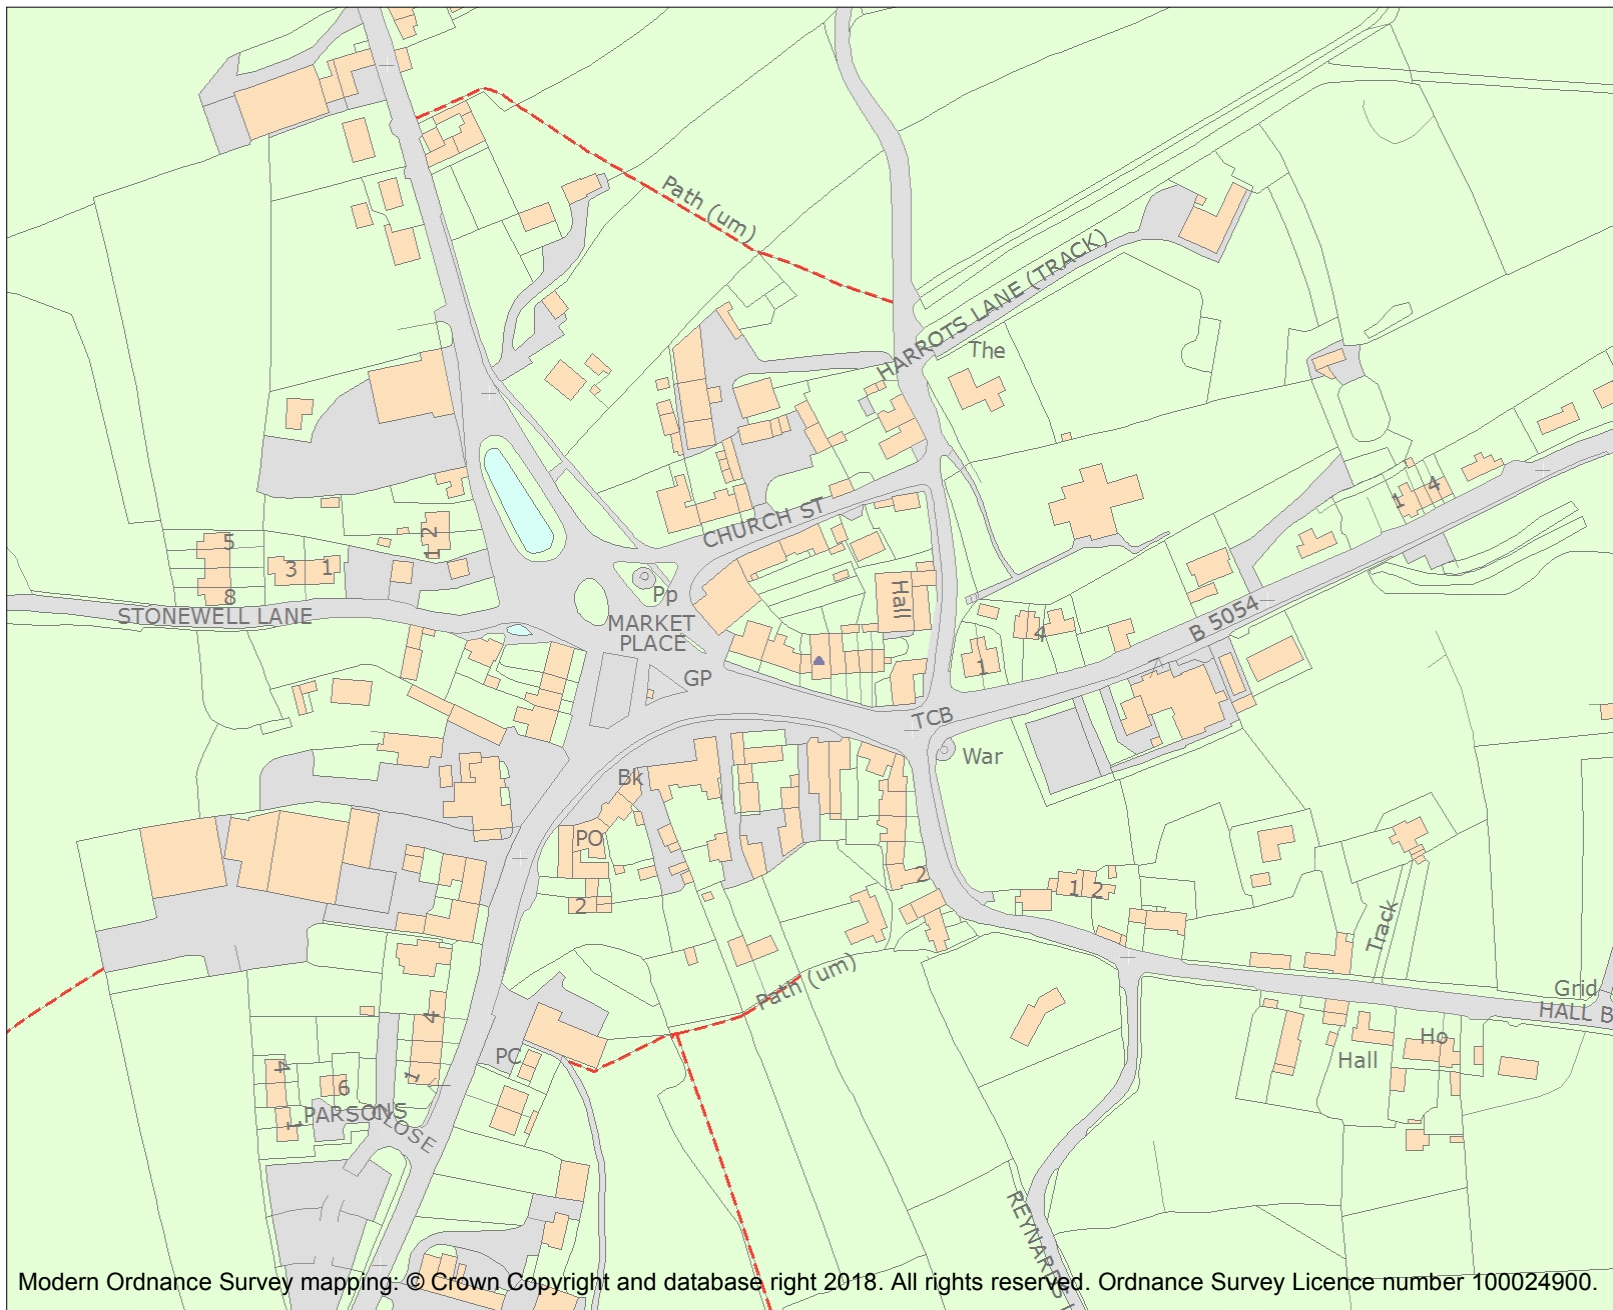 Path (um)
HARROTS LANE (TRACK)
The
5
3
1
8
2
1
STONEWELL LANE
CHURCH ST
Pp
MARKET
PLACE
GP
Hall
4
1
1
4
B 5054
TCB
War
Bk
PO
2
2
1
2
Path (um)
Track
Grid
HALL B
Ho
Hall
PC
4
1
4
6
1
PARSONS
CLOSE
REYNARDS L
Modern Ordnance Survey mapping: © Crown Copyright and database right 2018. All rights reserved. Ordnance Survey Licence number 100024900.